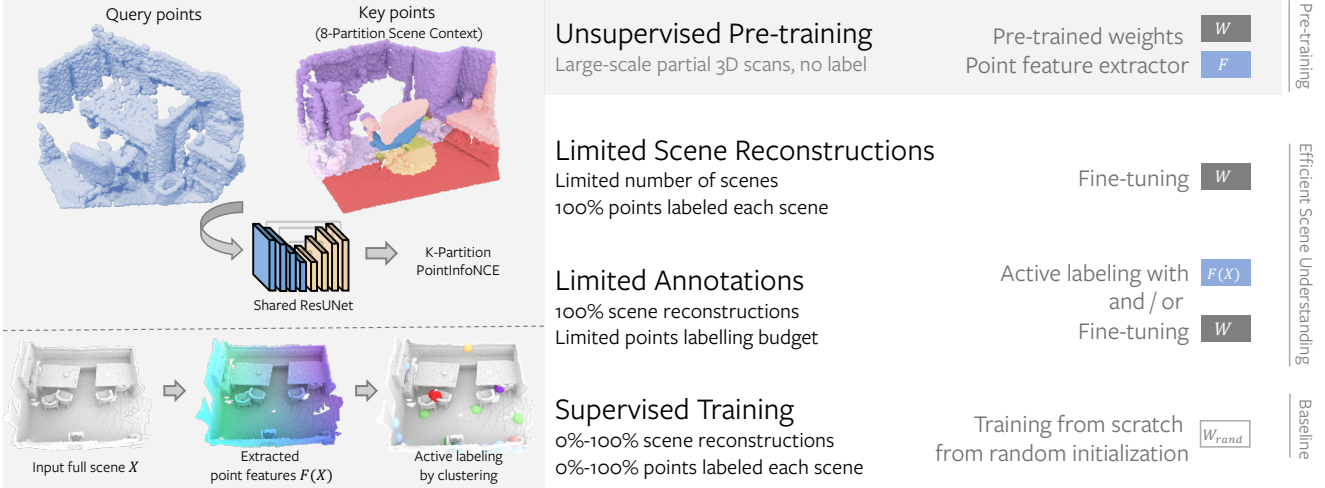 Query points
Key points
(8-Partition Scene Context)
Shared ResUNet
K-Partition
PointInfoNCE
Input full scene X
Extracted
point features F(X)
Active labeling
by clustering
Unsupervised Pre-training
Large-scale partial 3D scans, no label
Pre-trained weights W
Point feature extractor F
Pre-training
Limited Scene Reconstructions
Limited number of scenes
100% points labeled each scene
Fine-tuning W
Limited Annotations
100% scene reconstructions
Limited points labelling budget
Active labeling with F(X)
and / or
Fine-tuning W
Efficient Scene Understanding
Supervised Training
0%-100% scene reconstructions
0%-100% points labeled each scene
Training from scratch
from random initialization
W_rand
Baseline